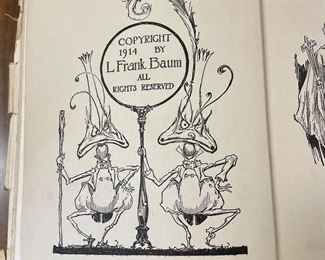 COPYRIGHT
1914 BY
L. Frank Baum
ALL
RIGHTS RESERVED